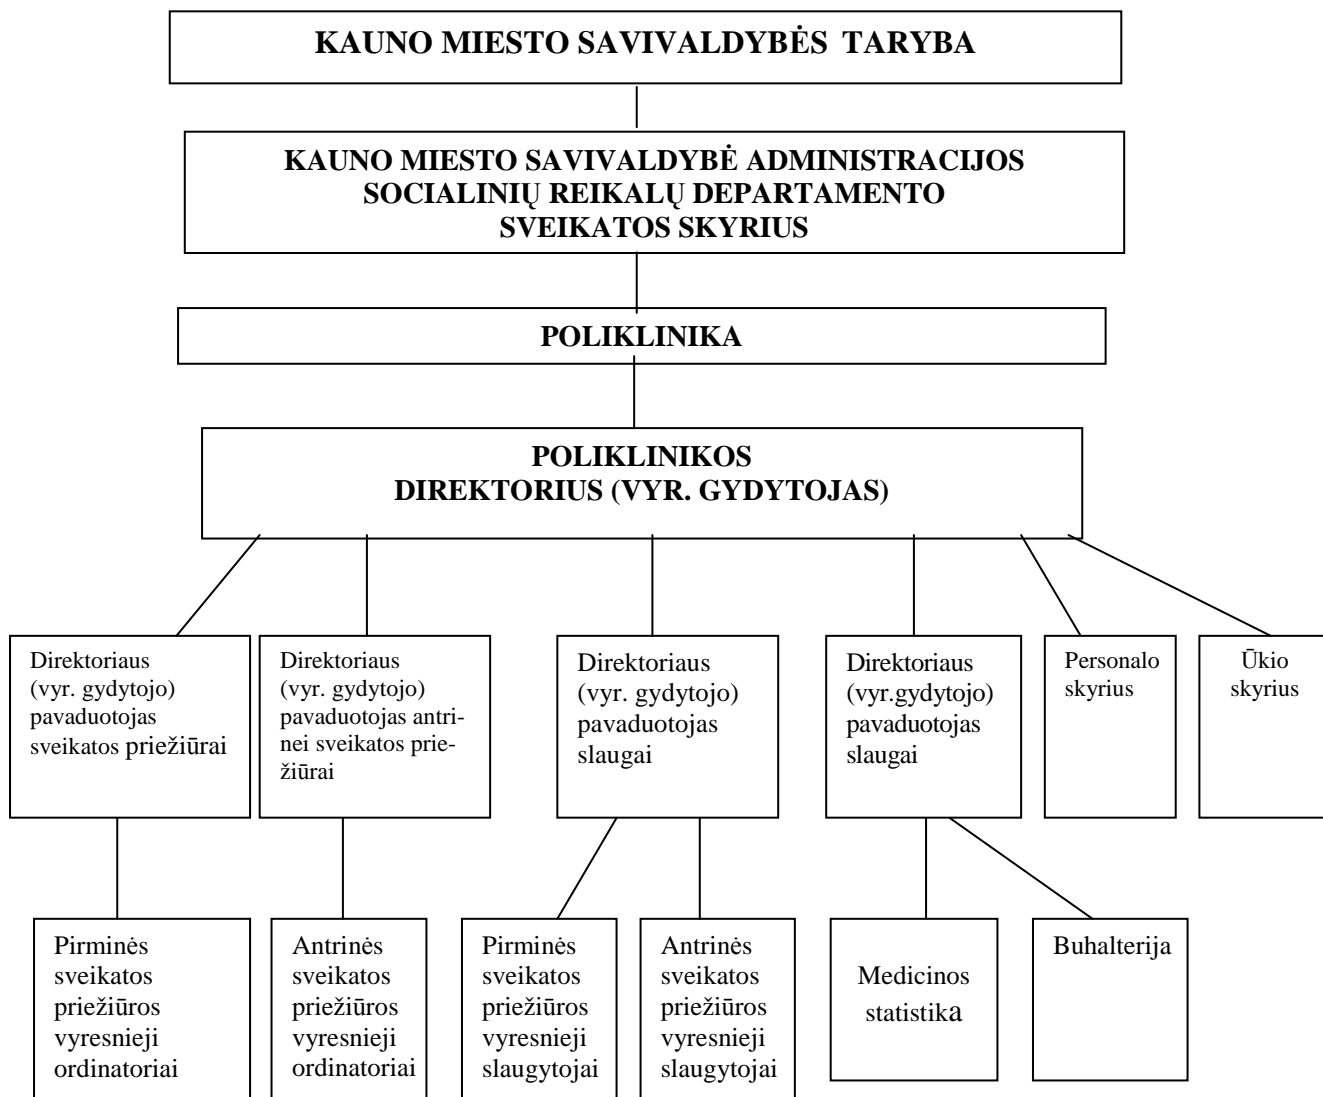 KAUNO MIESTO SAVIVALDYBĖS TARYBA
KAUNO MIESTO SAVIVALDYBĖ ADMINISTRACIJOS
SOCIALINIŲ REIKALŲ DEPARTAMENTO
SVEIKATOS SKYRIUS
POLIKLINIKA
POLIKLINIKOS
DIREKTORIUS (VYR. GYDYTOJAS)
Direktoriaus
(vyr. gydytojo)
pavaduotojas
sveikatos priežiūrai
Direktoriaus
(vyr. gydytojo)
pavaduotojas antri-
nei sveikatos prie-
žiūrai
Direktoriaus
(vyr. gydytojo)
pavaduotojas
slaugai
Direktoriaus
(vyr.gydytojo)
pavaduotojas
slaugai
Personalo
skyrius
Ūkio
skyrius
Pirminės
sveikatos
priežiūros
vyresnieji
ordinatoriai
Antrinės
sveikatos
priežiūros
vyresnieji
ordinatoriai
Pirminės
sveikatos
priežiūros
vyresnieji
slaugytojai
Antrinės
sveikatos
priežiūros
vyresnieji
slaugytojai
Medicinos
statistika
Buhalterija